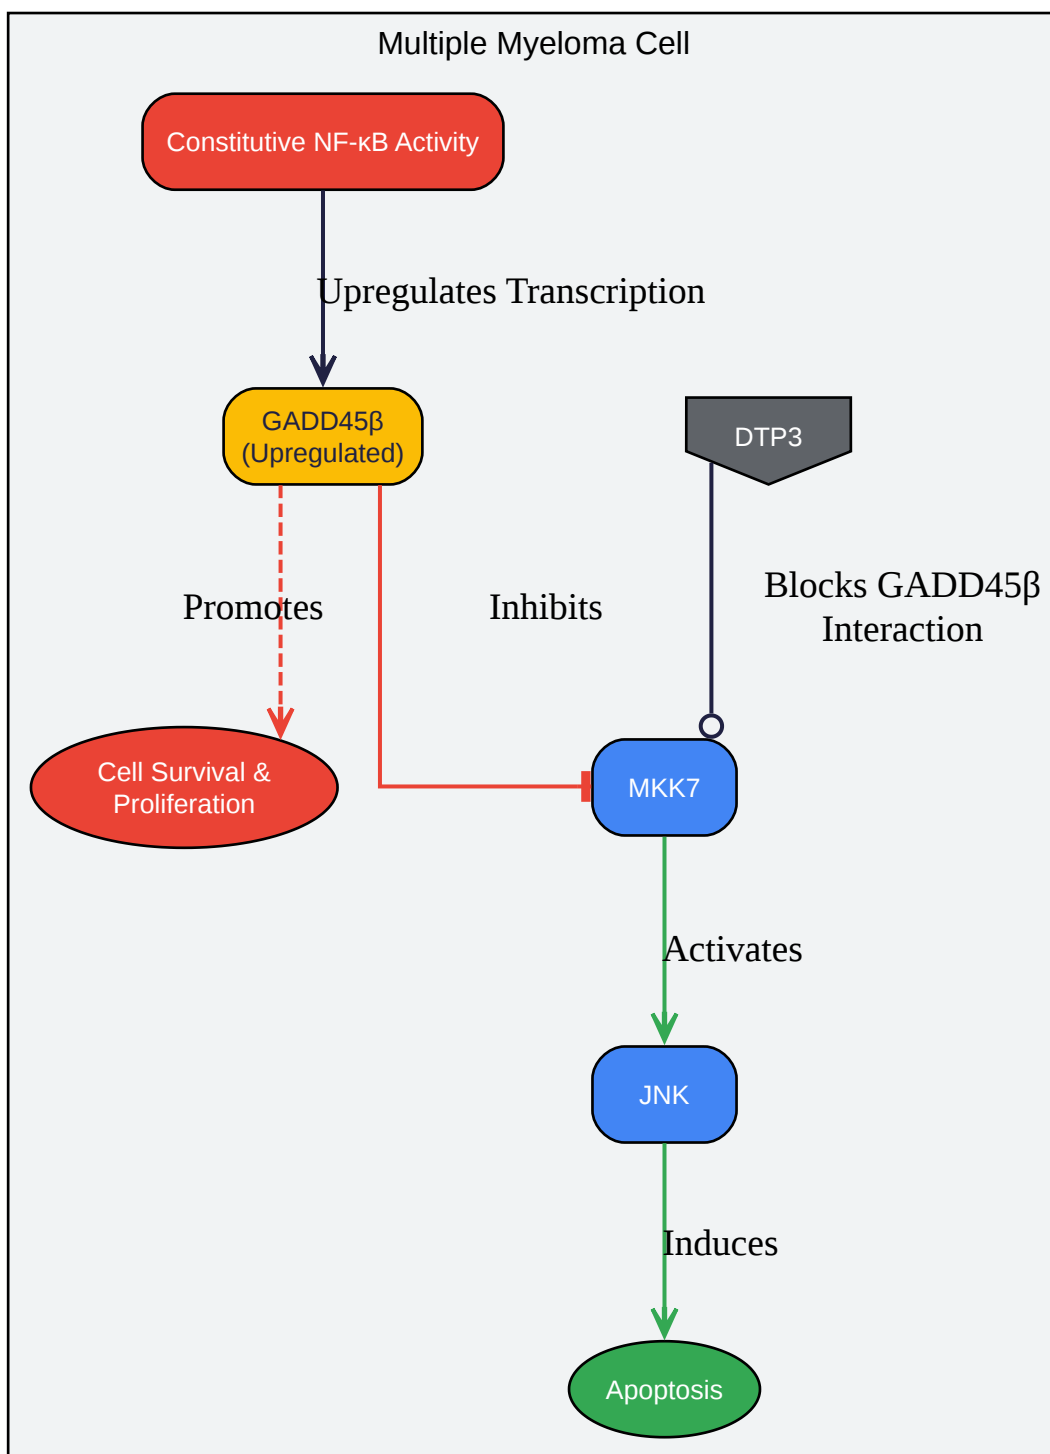 Multiple Myeloma Cell
Constitutive NF-κB Activity
Upregulates Transcription
GADD45β
(Upregulated)
DTP3
Promotes
Inhibits
Blocks GADD45β
Interaction
Cell Survival &
Proliferation
MKK7
Activates
JNK
Induces
Apoptosis